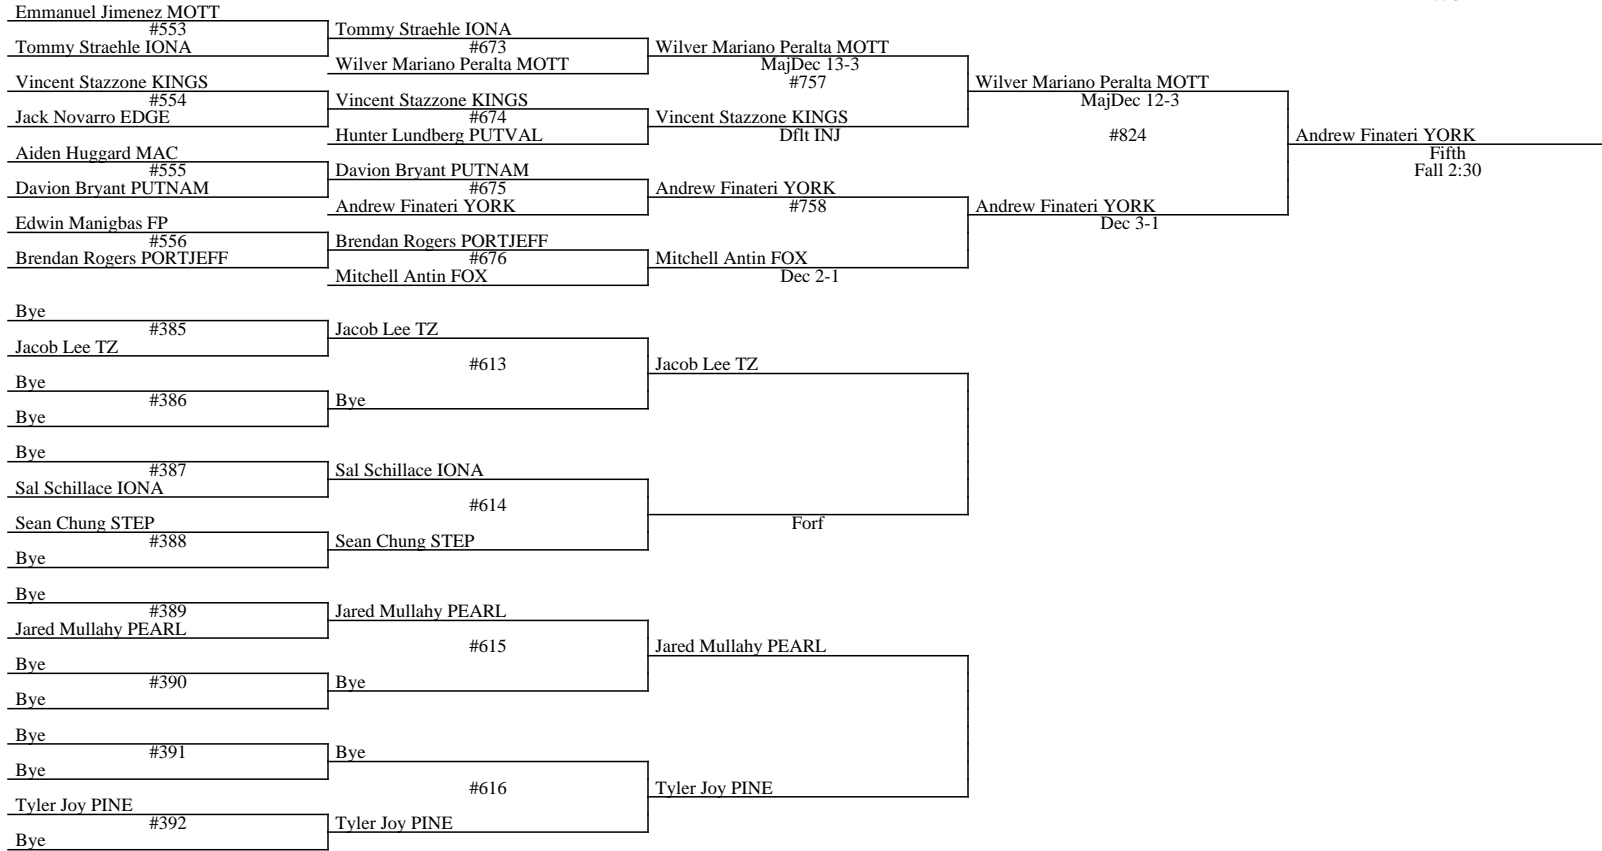 Emmanuel Jimenez MOTT
#553
Tommy Straehle IONA
Vincent Stazzone KINGS
#554
Jack Novarro EDGE
Aiden Huggard MAC
#555
Davion Bryant PUTNAM
Edwin Manigbas FP
#556
Brendan Rogers PORTJEFF
Bye
#385
Jacob Lee TZ
Bye
#386
Bye
Bye
#387
Sal Schillace IONA
Sean Chung STEP
#388
Bye
Bye
#389
Jared Mullahy PEARL
Bye
#390
Bye
Bye
#391
Bye
Tyler Joy PINE
#392
Bye
Tommy Straehle IONA
#673
Wilver Mariano Peralta MOTT
Vincent Stazzone KINGS
#674
Hunter Lundberg PUTVAL
Davion Bryant PUTNAM
#675
Andrew Finateri YORK
Brendan Rogers PORTJEFF
#676
Mitchell Antin FOX
Jacob Lee TZ
#613
Bye
Sal Schillace IONA
#614
Sean Chung STEP
Jared Mullahy PEARL
#615
Bye
Bye
#616
Tyler Joy PINE
Wilver Mariano Peralta MOTT
MajDec 13-3
#757
Vincent Stazzone KINGS
Dflt INJ
Andrew Finateri YORK
#758
Mitchell Antin FOX
Dec 2-1
Jacob Lee TZ
Forf
Jared Mullahy PEARL
Tyler Joy PINE
Wilver Mariano Peralta MOTT
MajDec 12-3
#824
Andrew Finateri YORK
Dec 3-1
Andrew Finateri YORK
Fifth
Fall 2:30